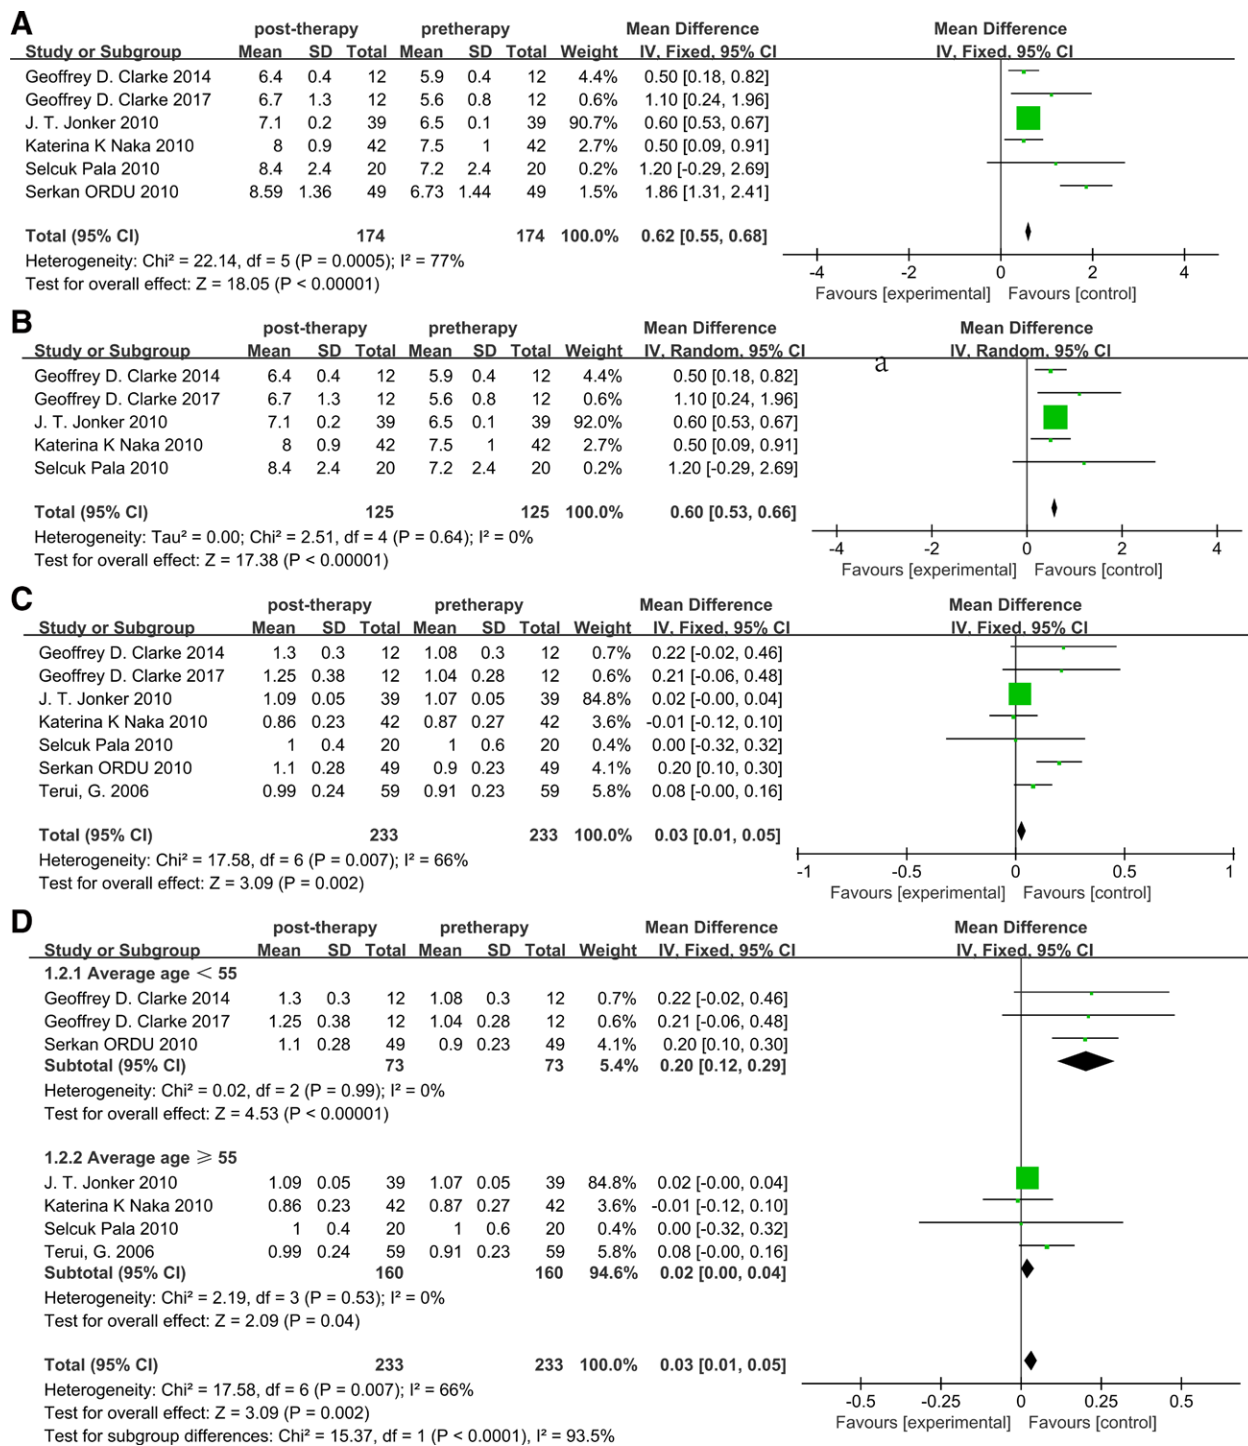 A
post-therapy pretherapy Mean Difference Mean Difference
Study or Subgroup Mean SD Total Mean SD Total Weight IV, Fixed, 95% CI IV, Fixed, 95% CI
Geoffrey D. Clarke 2014 6.4 0.4 12 5.9 0.4 12 4.4% 0.50 [0.18, 0.82]
Geoffrey D. Clarke 2017 6.7 1.3 12 5.6 0.8 12 0.6% 1.10 [0.24, 1.96]
J. T. Jonker 2010 7.1 0.2 39 6.5 0.1 39 90.7% 0.60 [0.53, 0.67]
Katerina K Naka 2010 8 0.9 42 7.5 1 42 2.7% 0.50 [0.09, 0.91]
Selcuk Pala 2010 8.4 2.4 20 7.2 2.4 20 0.2% 1.20 [-0.29, 2.69]
Serkan ORDU 2010 8.59 1.36 49 6.73 1.44 49 1.5% 1.86 [1.31, 2.41]
Total (95% CI) 174 174 100.0% 0.62 [0.55, 0.68]
Heterogeneity: Chi² = 22.14, df = 5 (P = 0.0005); I² = 77%
Test for overall effect: Z = 18.05 (P < 0.00001)
-4 -2 0 2 4
Favours [experimental] Favours [control]
B
post-therapy pretherapy Mean Difference Mean Difference
Study or Subgroup Mean SD Total Mean SD Total Weight IV, Random, 95% CI IV, Random, 95% CI
a
Geoffrey D. Clarke 2014 6.4 0.4 12 5.9 0.4 12 4.4% 0.50 [0.18, 0.82]
Geoffrey D. Clarke 2017 6.7 1.3 12 5.6 0.8 12 0.6% 1.10 [0.24, 1.96]
J. T. Jonker 2010 7.1 0.2 39 6.5 0.1 39 92.0% 0.60 [0.53, 0.67]
Katerina K Naka 2010 8 0.9 42 7.5 1 42 2.7% 0.50 [0.09, 0.91]
Selcuk Pala 2010 8.4 2.4 20 7.2 2.4 20 0.2% 1.20 [-0.29, 2.69]
Total (95% CI) 125 125 100.0% 0.60 [0.53, 0.66]
Heterogeneity: Tau² = 0.00; Chi² = 2.51, df = 4 (P = 0.64); I² = 0%
Test for overall effect: Z = 17.38 (P < 0.00001)
-4 -2 0 2 4
Favours [experimental] Favours [control]
C
post-therapy pretherapy Mean Difference Mean Difference
Study or Subgroup Mean SD Total Mean SD Total Weight IV, Fixed, 95% CI IV, Fixed, 95% CI
Geoffrey D. Clarke 2014 1.3 0.3 12 1.08 0.3 12 0.7% 0.22 [-0.02, 0.46]
Geoffrey D. Clarke 2017 1.25 0.38 12 1.04 0.28 12 0.6% 0.21 [-0.06, 0.48]
J. T. Jonker 2010 1.09 0.05 39 1.07 0.05 39 84.8% 0.02 [-0.00, 0.04]
Katerina K Naka 2010 0.86 0.23 42 0.87 0.27 42 3.6% -0.01 [-0.12, 0.10]
Selcuk Pala 2010 1 0.4 20 1 0.6 20 0.4% 0.00 [-0.32, 0.32]
Serkan ORDU 2010 1.1 0.28 49 0.9 0.23 49 4.1% 0.20 [0.10, 0.30]
Terui, G. 2006 0.99 0.24 59 0.91 0.23 59 5.8% 0.08 [-0.00, 0.16]
Total (95% CI) 233 233 100.0% 0.03 [0.01, 0.05]
Heterogeneity: Chi² = 17.58, df = 6 (P = 0.007); I² = 66%
Test for overall effect: Z = 3.09 (P = 0.002)
-1 -0.5 0 0.5 1
Favours [experimental] Favours [control]
D
post-therapy pretherapy Mean Difference Mean Difference
Study or Subgroup Mean SD Total Mean SD Total Weight IV, Fixed, 95% CI IV, Fixed, 95% CI
1.2.1 Average age < 55
Geoffrey D. Clarke 2014 1.3 0.3 12 1.08 0.3 12 0.7% 0.22 [-0.02, 0.46]
Geoffrey D. Clarke 2017 1.25 0.38 12 1.04 0.28 12 0.6% 0.21 [-0.06, 0.48]
Serkan ORDU 2010 1.1 0.28 49 0.9 0.23 49 4.1% 0.20 [0.10, 0.30]
Subtotal (95% CI) 73 73 5.4% 0.20 [0.12, 0.29]
Heterogeneity: Chi² = 0.02, df = 2 (P = 0.99); I² = 0%
Test for overall effect: Z = 4.53 (P < 0.00001)
1.2.2 Average age ≥ 55
J. T. Jonker 2010 1.09 0.05 39 1.07 0.05 39 84.8% 0.02 [-0.00, 0.04]
Katerina K Naka 2010 0.86 0.23 42 0.87 0.27 42 3.6% -0.01 [-0.12, 0.10]
Selcuk Pala 2010 1 0.4 20 1 0.6 20 0.4% 0.00 [-0.32, 0.32]
Terui, G. 2006 0.99 0.24 59 0.91 0.23 59 5.8% 0.08 [-0.00, 0.16]
Subtotal (95% CI) 160 160 94.6% 0.02 [0.00, 0.04]
Heterogeneity: Chi² = 2.19, df = 3 (P = 0.53); I² = 0%
Test for overall effect: Z = 2.09 (P = 0.04)
Total (95% CI) 233 233 100.0% 0.03 [0.01, 0.05]
Heterogeneity: Chi² = 17.58, df = 6 (P = 0.007); I² = 66%
Test for overall effect: Z = 3.09 (P = 0.002)
Test for subgroup differences: Chi² = 15.37, df = 1 (P < 0.0001), I² = 93.5%
-0.5 -0.25 0 0.25 0.5
Favours [experimental] Favours [control]